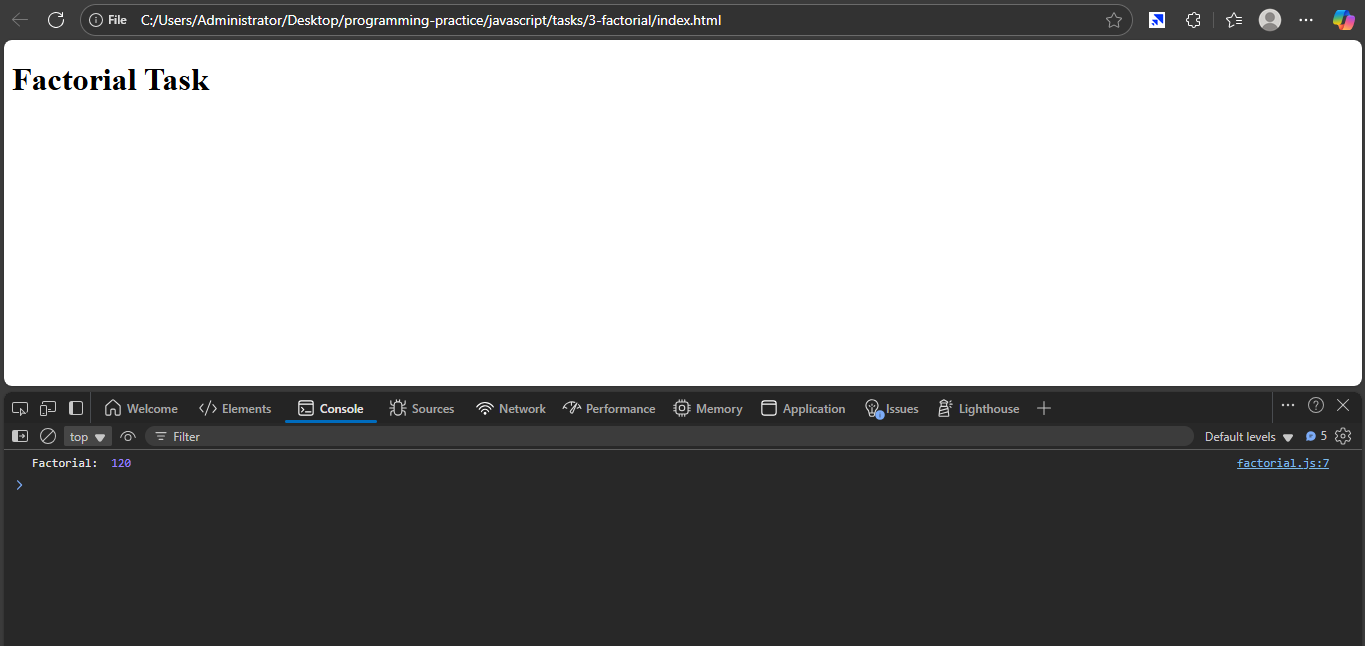 File C:/Users/Administrator/Desktop/programming-practice/javascript/tasks/3-factorial/index.html
Factorial Task
Welcome Elements Console Sources Network Performance Memory Application Issues Lighthouse
top Filter Default levels 5
Factorial: 120 factorial.js:7